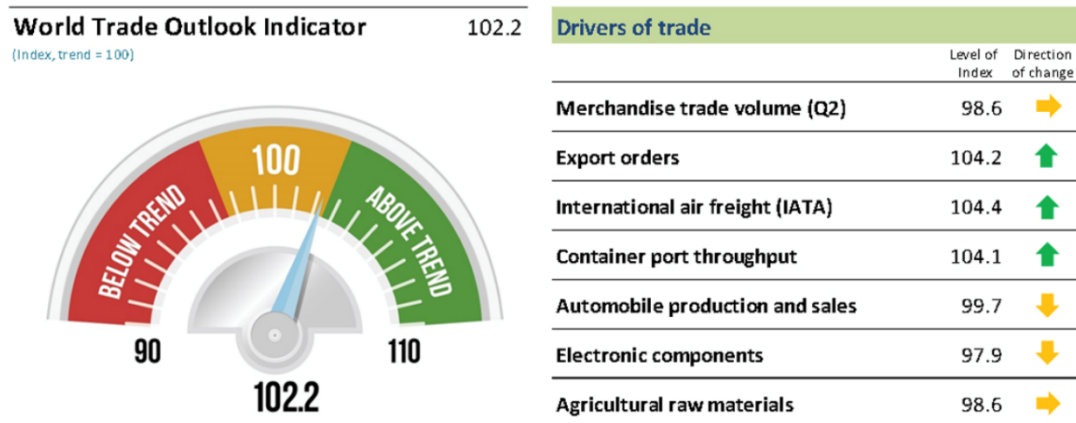 World Trade Outlook Indicator 102.2
(Index, trend = 100)
BELOW TREND
100
ABOVE TREND
90
110
102.2
Drivers of trade
Level of Index Direction of change
Merchandise trade volume (Q2) 98.6
Export orders 104.2
International air freight (IATA) 104.4
Container port throughput 104.1
Automobile production and sales 99.7
Electronic components 97.9
Agricultural raw materials 98.6